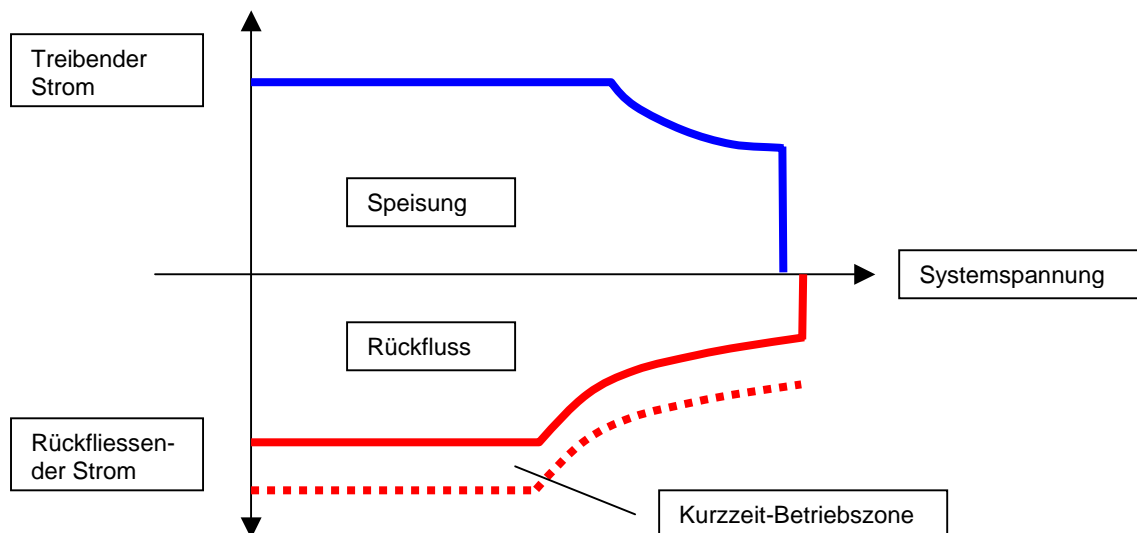 Treibender
Strom
Speisung
Systemspannung
Rückfluss
Rückfliessen-
der Strom
Kurzzeit-Betriebszone